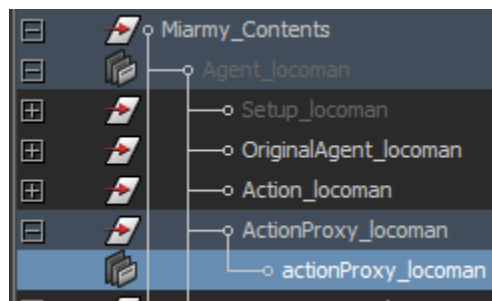 Miarmy_Contents
Agent_locoman
Setup_locoman
OriginalAgent_locoman
Action_locoman
ActionProxy_locoman
actionProxy_locoman